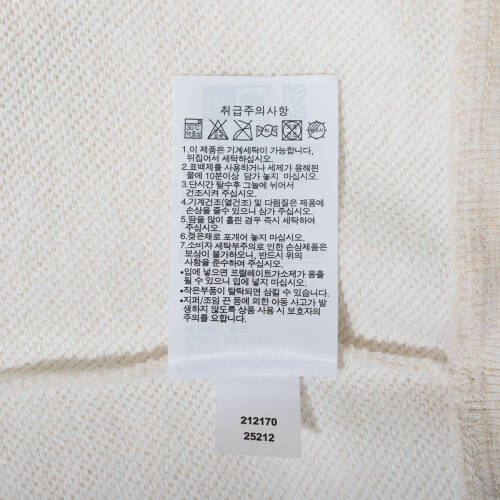 취급주의사항
30℃
약중성
1.이 제품은 기계세탁이 가능합니다.
뒤집어서 세탁하십시오.
2.표백제를 사용하거나 세제가 용해된
물에 10분이상 담가 놓지 마십시오.
3.단시간 탈수후 그늘에 뉘어서
건조시켜 주십시오.
4.기계건조(열건조) 및 다림질은 제품에
손상을 줄수 있으니 삼가 주십시오.
5.땀을 많이 흘린 경우 즉시 세탁하여
주십시오.
6.젖은채로 포개어 놓지 마십시오.
7.소비자 세탁부주의로 인한 손상제품은
보상이 불가하오니, 반드시 위의
사항을 준수하여 주십시오.
•입에 넣으면 프탈레이트가소제가 용출
될 수 있으니 입에 넣지 마십시오.
•작은부품이 탈락되면 삼킬 수 있습니다.
•지퍼/조임 끈 등에 의한 아동 사고가 발
생하지 않도록 상품 사용 시 보호자의
주의를 요합니다.
212170
25212